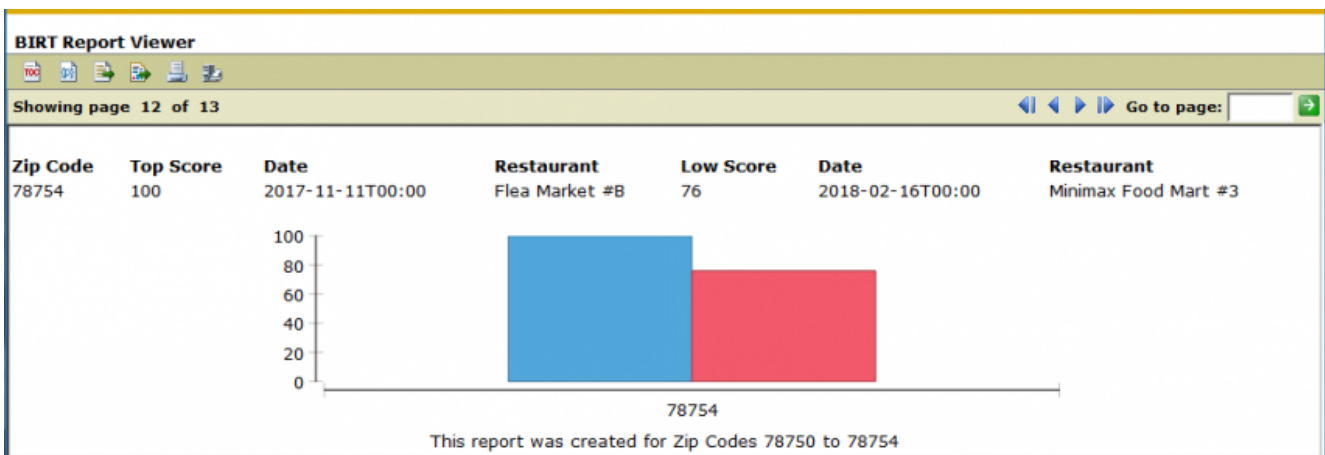 BIRT Report Viewer
TOC
Showing page 12 of 13 Go to page:
Zip Code Top Score Date Restaurant Low Score Date Restaurant
78754 100 2017-11-11T00:00 Flea Market #B 76 2018-02-16T00:00 Minimax Food Mart #3
100
80
60
40
20
0
78754
This report was created for Zip Codes 78750 to 78754